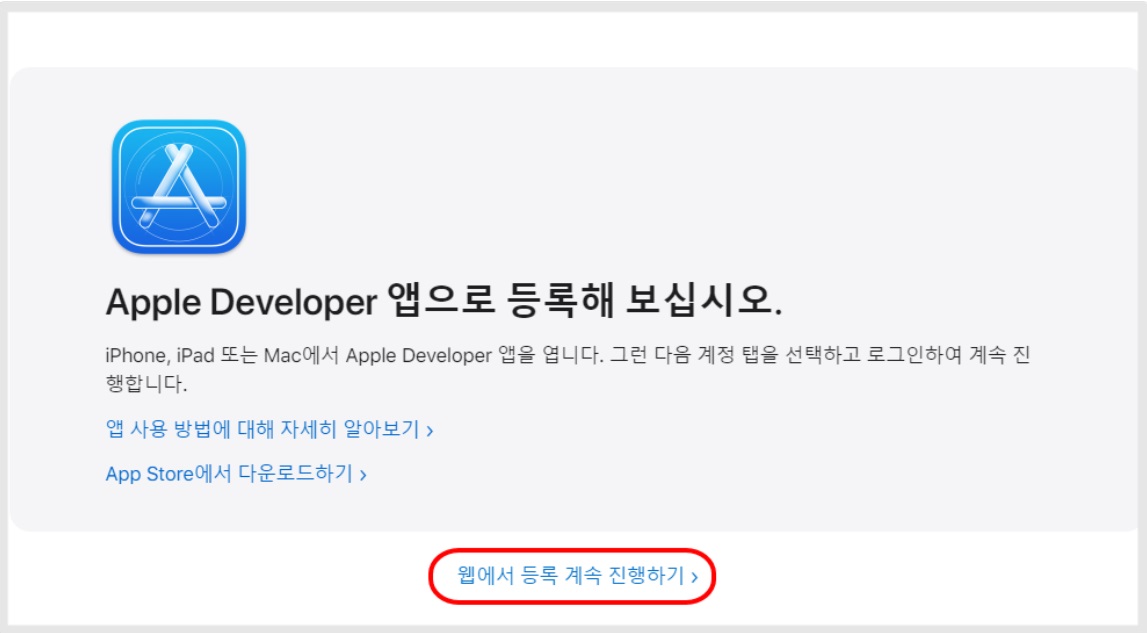 Apple Developer 앱으로 등록해 보십시오.
iPhone, iPad 또는 Mac에서 Apple Developer 앱을 엽니다. 그런 다음 계정 탭을 선택하고 로그인하여 계속 진
행합니다.
앱 사용 방법에 대해 자세히 알아보기 ›
App Store에서 다운로드하기 ›
웹에서 등록 계속 진행하기 ›